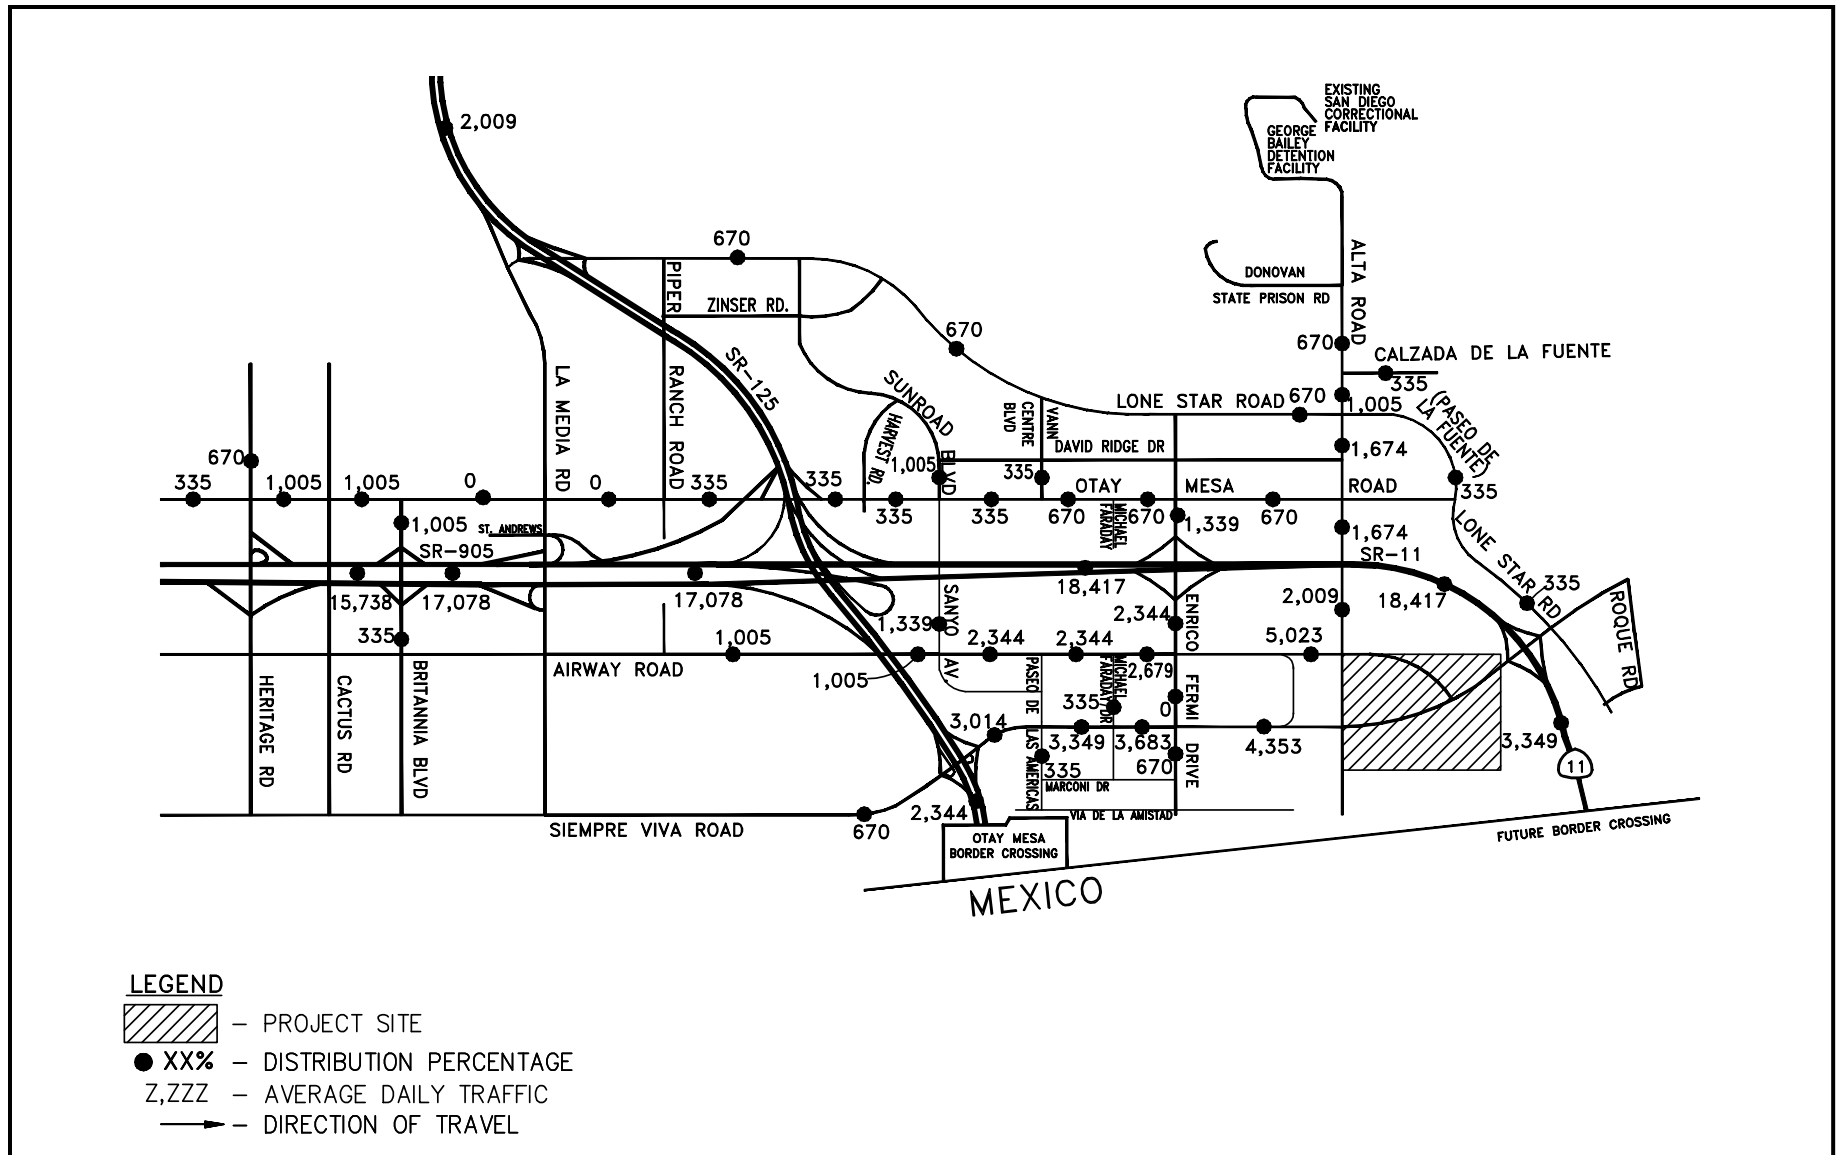 EXISTING
SAN DIEGO
CORRECTIONAL
FACILITY
GEORGE
BAILEY
DETENTION
FACILITY
2,009
670
PIPER
RANCH ROAD
ZINSER RD.
DONOVAN
STATE PRISON RD
ALTA ROAD
670
670
CALZADA DE LA FUENTE
335
SR-125
SUNROAD
BLVD
HARVEST RD.
LA MEDIA RD
VANN
CENTRE
BLVD
LONE STAR ROAD
670
1,005
(PASEO DE
LA FUENTE)
DAVID RIDGE DR
1,674
670
335
1,005
1,005
0
0
335
335
1,005
335
335
335
670
670
670
OTAY MESA ROAD
335
1,005
ST. ANDREWS
SR-905
MICHAEL
FARADAY
1,339
1,674
SR-11
LONE STAR RD
335
15,738
17,078
17,078
18,417
18,417
2,009
ROQUE RD
335
1,005
1,339
SANYO AV.
2,344
2,344
2,344
2,679
ENRICO FERMI DRIVE
5,023
AIRWAY ROAD
1,005
HERITAGE RD
CACTUS RD
BRITANNIA BLVD
PASEO DE LAS AMERICAS
MICHAEL
FARADAY DR
335
0
3,014
3,349
3,683
4,353
3,349
335
670
11
MARCONI DR
VIA DE LA AMISTAD
2,344
670
SIEMPRE VIVA ROAD
OTAY MESA
BORDER CROSSING
FUTURE BORDER CROSSING
MEXICO
LEGEND
– PROJECT SITE
XX% – DISTRIBUTION PERCENTAGE
Z,ZZZ – AVERAGE DAILY TRAFFIC
– DIRECTION OF TRAVEL